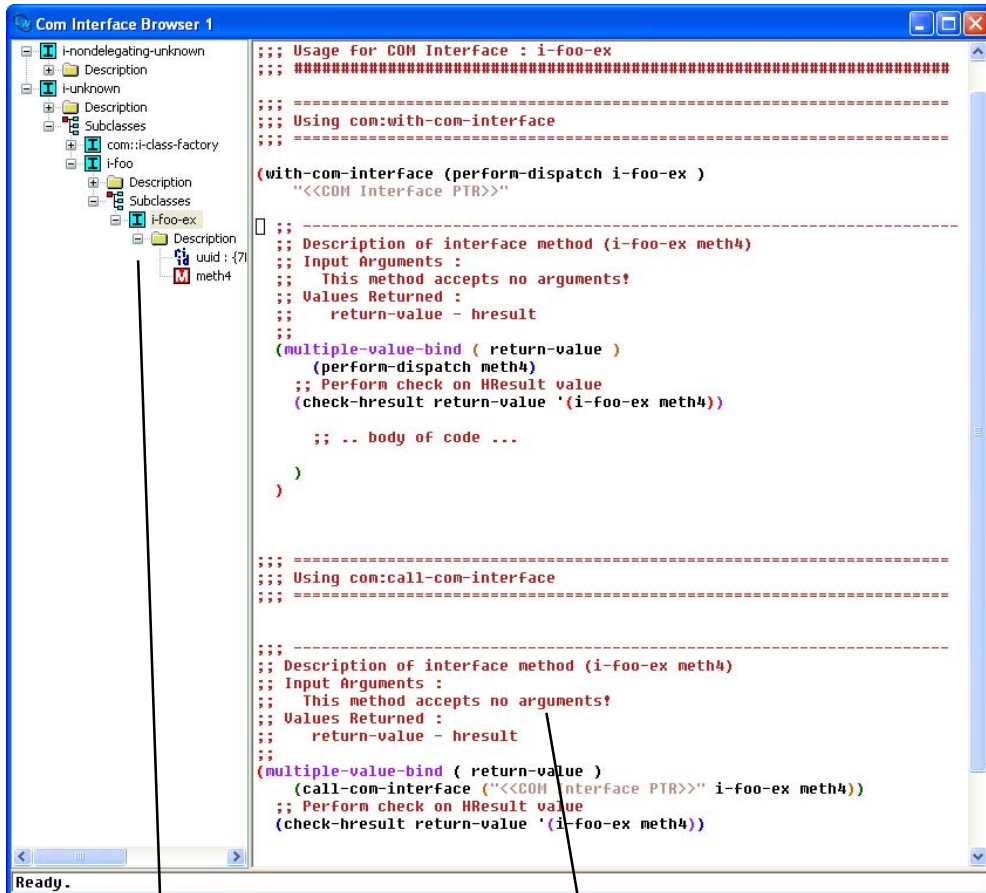 Com Interface Browser 1
i-nondelegating-unknown
Description
i-unknown
Description
Subclasses
com::i-class-factory
i-foo
Description
Subclasses
i-foo-ex
Description
uuid : {7
meth4
;;; Usage for COM Interface : i-foo-ex
;;; ######################################################################
;;; ======================================================================
;;; Using com:with-com-interface
;;; ======================================================================
(with-com-interface (perform-dispatch i-foo-ex )
"<<COM Interface PTR>>"
;; ----------------------------------------------------------------------
;; Description of interface method (i-foo-ex meth4)
;; Input Arguments :
;; This method accepts no arguments!
;; Values Returned :
;; return-value - hresult
;;
(multiple-value-bind ( return-value )
(perform-dispatch meth4)
;; Perform check on HResult value
(check-hresult return-value '(i-foo-ex meth4))
;; .. body of code ...
)
)
;;; ======================================================================
;;; Using com:call-com-interface
;;; ======================================================================
;;; ----------------------------------------------------------------------
;; Description of interface method (i-foo-ex meth4)
;; Input Arguments :
;; This method accepts no arguments!
;; Values Returned :
;; return-value - hresult
;;
(multiple-value-bind ( return-value )
(call-com-interface ("<<COM Interface PTR>>" i-foo-ex meth4))
;; Perform check on HResult value
(check-hresult return-value '(i-foo-ex meth4))
Ready.